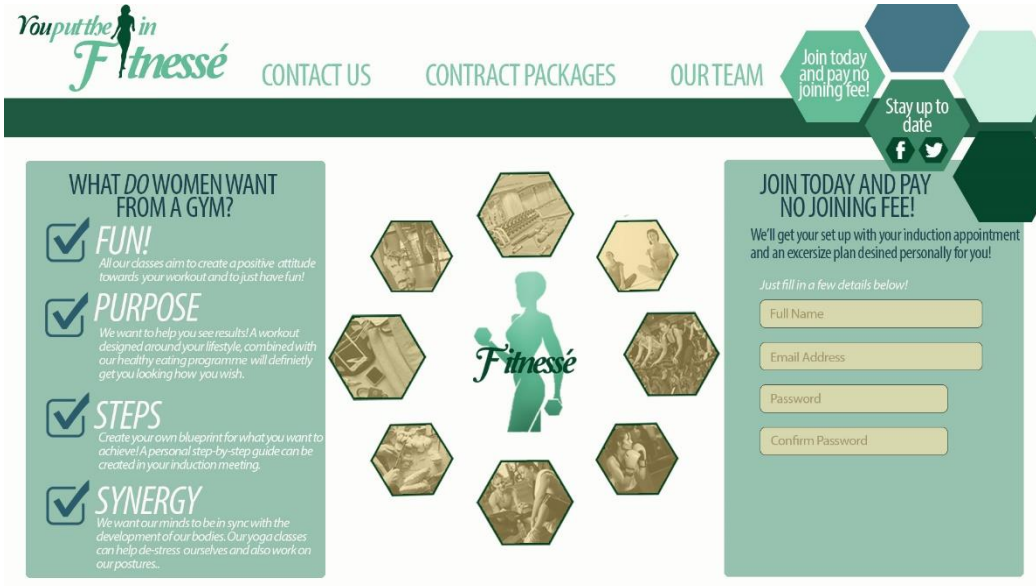 You put the in
Fitnessé
CONTACT US
CONTRACT PACKAGES
OUR TEAM
Join today
and pay no
joining fee!
Stay up to
date
WHAT DO WOMEN WANT
FROM A GYM?
FUN!
All our classes aim to create a positive attitude
towards your workout and to just have fun!
PURPOSE
We want to help you see results! A workout
designed around your lifestyle, combined with
our healthy eating programme will definietly
get you looking how you wish.
STEPS
Create your own blueprint for what you want to
achieve! A personal step-by-step guide can be
created in your induction meeting.
SYNERGY
We want our minds to be in sync with the
development of our bodies. Our yoga classes
can help de-stress ourselves and also work on
our postures..
Fitnessé
JOIN TODAY AND PAY
NO JOINING FEE!
We'll get your set up with your induction appointment
and an excersize plan desined personally for you!
Just fill in a few details below!
Full Name
Email Address
Password
Confirm Password